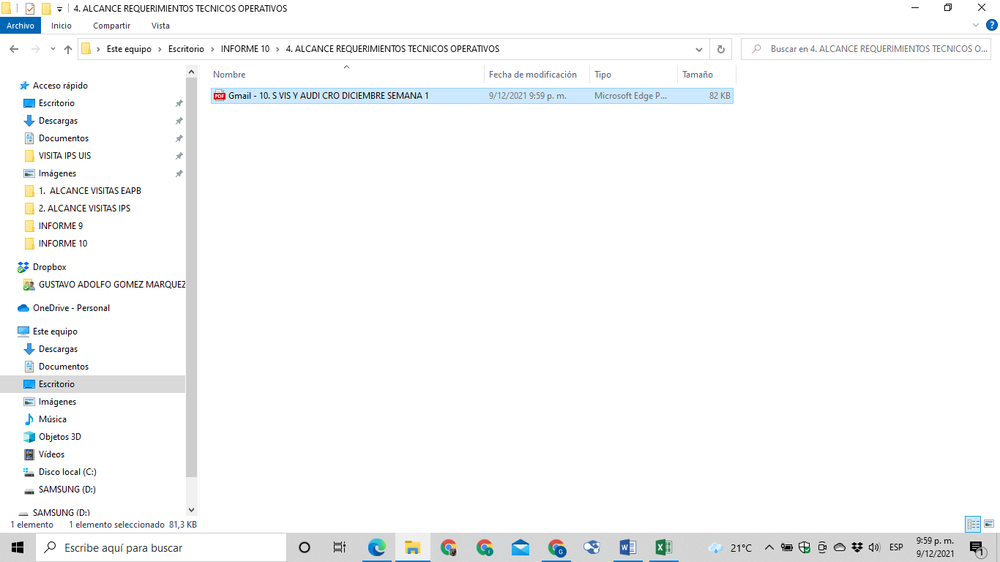 4. ALCANCE REQUERIMIENTOS TECNICOS OPERATIVOS
Archivo Inicio Compartir Vista
Este equipo Escritorio INFORME 10 4. ALCANCE REQUERIMIENTOS TECNICOS OPERATIVOS
Buscar en 4. ALCANCE REQUERIMIENTOS TECNICOS O...
Nombre Fecha de modificación Tipo Tamaño
Gmail - 10. S VIS Y AUDI CRO DICIEMBRE SEMANA 1 9/12/2021 9:59 p. m. Microsoft Edge P... 82 KB
Acceso rápido
Escritorio
Descargas
Documentos
VISITA IPS UIS
Imágenes
1. ALCANCE VISITAS EAPB
2. ALCANCE VISITAS IPS
INFORME 9
INFORME 10
Dropbox
GUSTAVO ADOLFO GOMEZ MARQUEZ
OneDrive - Personal
Este equipo
Descargas
Documentos
Escritorio
Imágenes
Música
Objetos 3D
Vídeos
Disco local (C:)
SAMSUNG (D:)
SAMSUNG (D:)
1 elemento 1 elemento seleccionado 81,3 KB
Escribe aquí para buscar
21°C
ESP
9:59 p. m.
9/12/2021
1